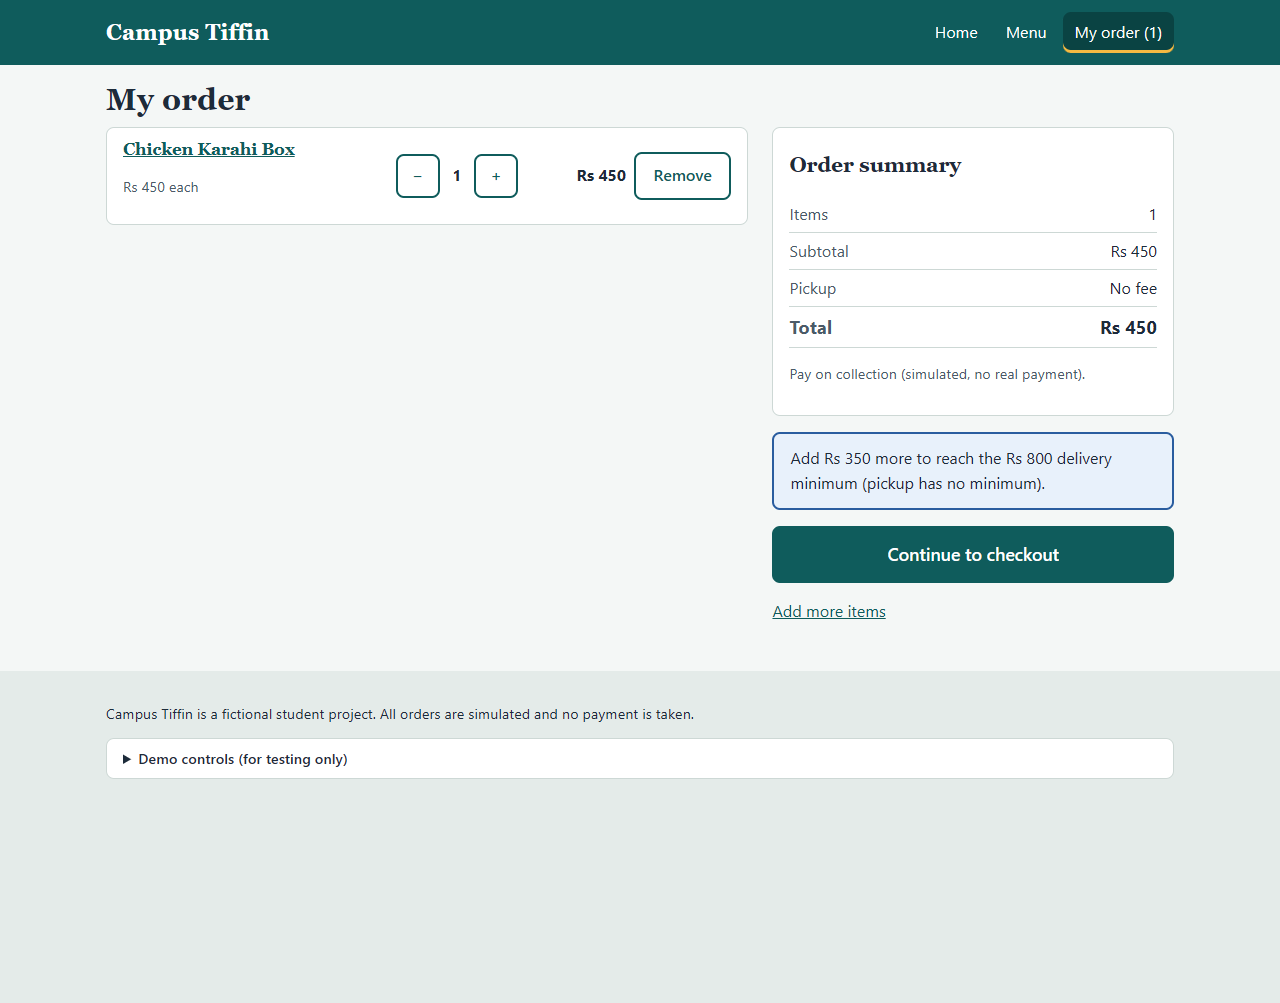 Campus Tiffin
Home
Menu
My order (1)
My order
Chicken Karahi Box
Rs 450 each
−
1
+
Rs 450
Remove
Order summary
Items 1
Subtotal Rs 450
Pickup No fee
Total Rs 450
Pay on collection (simulated, no real payment).
Add Rs 350 more to reach the Rs 800 delivery
minimum (pickup has no minimum).
Continue to checkout
Add more items
Campus Tiffin is a fictional student project. All orders are simulated and no payment is taken.
Demo controls (for testing only)